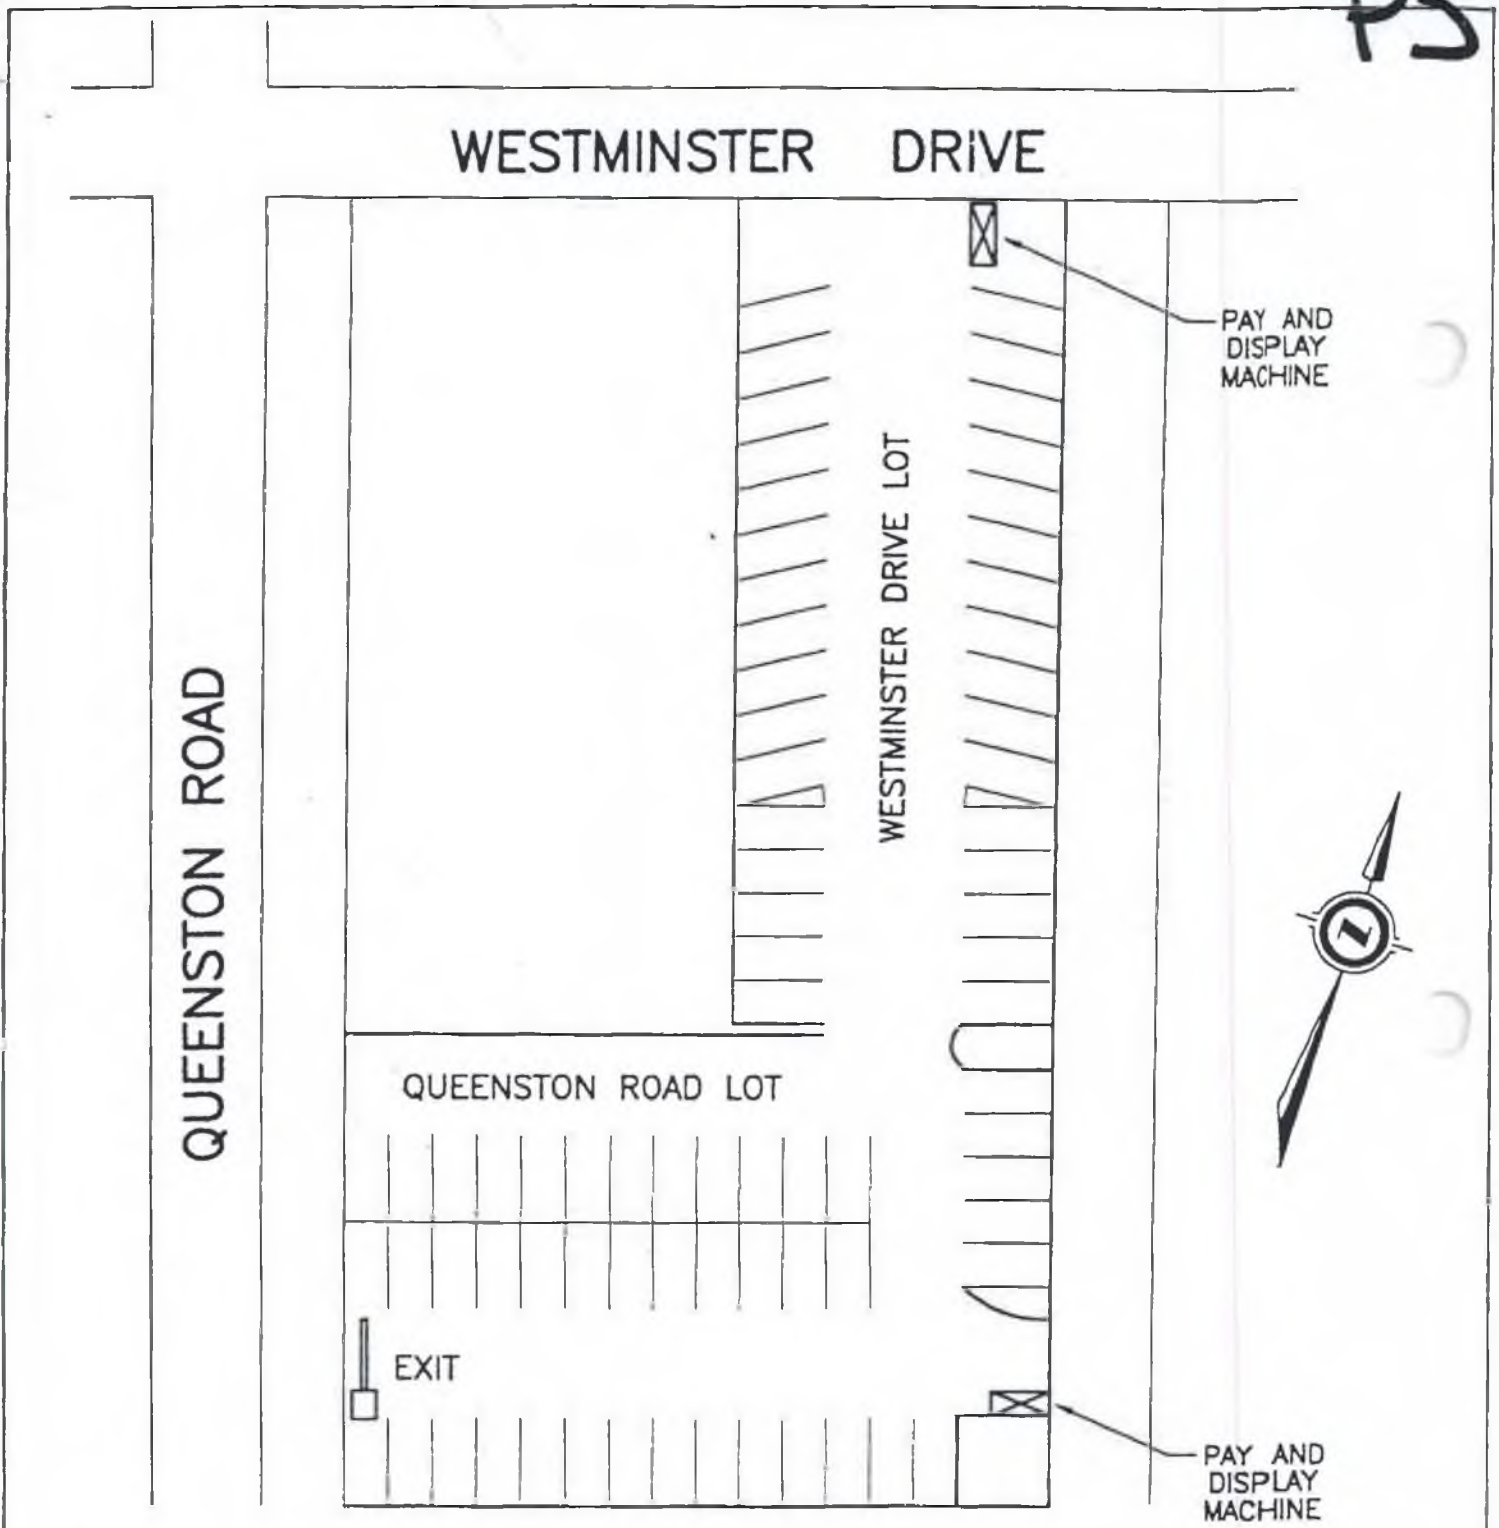 P5
WESTMINSTER DRIVE
PAY AND
DISPLAY
MACHINE
WESTMINSTER DRIVE LOT
QUEENSTON ROAD
QUEENSTON ROAD LOT
EXIT
PAY AND
DISPLAY
MACHINE